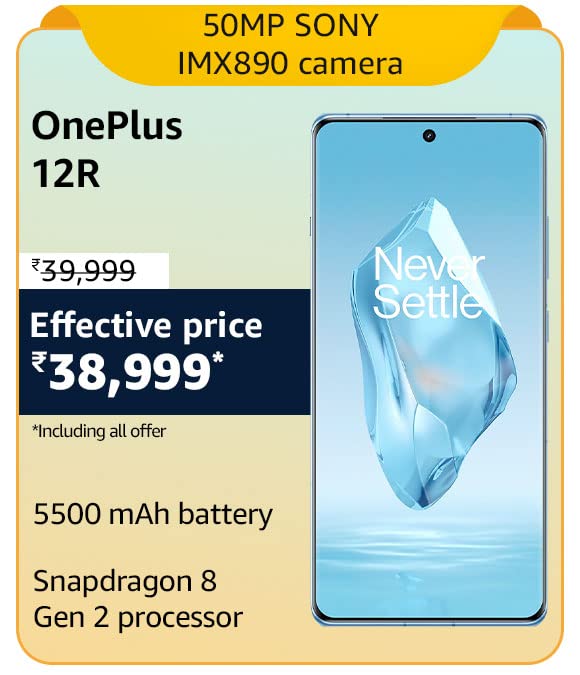 50MP SONY
IMX890 camera
OnePlus
12R
₹39,999
Effective price
₹38,999*
*Including all offer
5500 mAh battery
Snapdragon 8
Gen 2 processor
Never
Settle